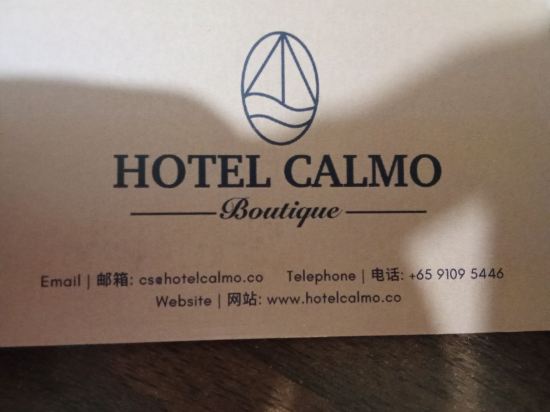 HOTEL CALMO
Boutique
Email | 邮箱: cs@hotelcalmo.co Telephone | 电话: +65 9109 5446
Website | 网站: www.hotelcalmo.co